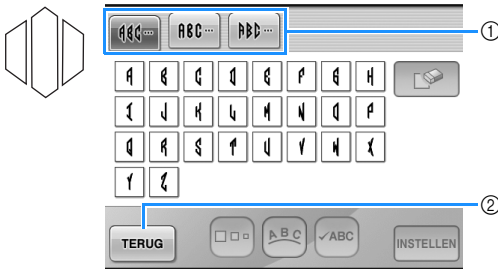 ABC... ABC... ABC... ①
A B C D E F G H
I J K L M N O P
Q R S T U V W X
Y Z
②
TERUG ABC ✓ABC INSTELLEN